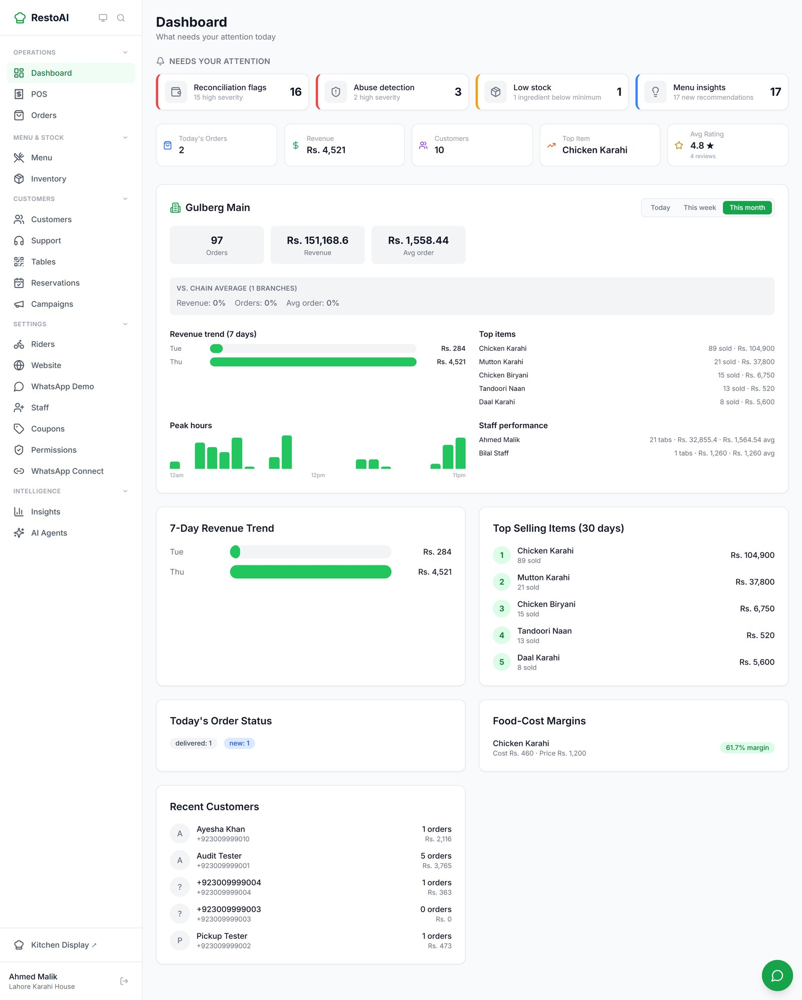 RestoAI
OPERATIONS
Dashboard
POS
Orders
MENU & STOCK
Menu
Inventory
CUSTOMERS
Customers
Support
Tables
Reservations
Campaigns
SETTINGS
Riders
Website
WhatsApp Demo
Staff
Coupons
Permissions
WhatsApp Connect
INTELLIGENCE
Insights
AI Agents
Kitchen Display ↗
Ahmed Malik
Lahore Karahi House
Dashboard
What needs your attention today
NEEDS YOUR ATTENTION
Reconciliation flags
15 high severity
16
Abuse detection
2 high severity
3
Low stock
1 ingredient below minimum
1
Menu insights
17 new recommendations
17
Today's Orders
2
Revenue
Rs. 4,521
Customers
10
Top Item
Chicken Karahi
Avg Rating
4.8 ★
4 reviews
Gulberg Main
Today This week This month
97
Orders
Rs. 151,168.6
Revenue
Rs. 1,558.44
Avg order
VS. CHAIN AVERAGE (1 BRANCHES)
Revenue: 0% Orders: 0% Avg order: 0%
Revenue trend (7 days)
Tue Rs. 284
Thu Rs. 4,521
Top items
Chicken Karahi 89 sold · Rs. 104,900
Mutton Karahi 21 sold · Rs. 37,800
Chicken Biryani 15 sold · Rs. 6,750
Tandoori Naan 13 sold · Rs. 520
Daal Karahi 8 sold · Rs. 5,600
Peak hours
12am 12pm 11pm
Staff performance
Ahmed Malik 21 tabs · Rs. 32,855.4 · Rs. 1,564.54 avg
Bilal Staff 1 tabs · Rs. 1,260 · Rs. 1,260 avg
7-Day Revenue Trend
Tue Rs. 284
Thu Rs. 4,521
Top Selling Items (30 days)
1 Chicken Karahi Rs. 104,900
89 sold
2 Mutton Karahi Rs. 37,800
21 sold
3 Chicken Biryani Rs. 6,750
15 sold
4 Tandoori Naan Rs. 520
13 sold
5 Daal Karahi Rs. 5,600
8 sold
Today's Order Status
delivered: 1 new: 1
Food-Cost Margins
Chicken Karahi
Cost Rs. 460 · Price Rs. 1,200
61.7% margin
Recent Customers
A Ayesha Khan 1 orders
+923009999010 Rs. 2,116
A Audit Tester 5 orders
+923009999001 Rs. 3,765
? +923009999004 1 orders
+923009999004 Rs. 363
? +923009999003 0 orders
+923009999003 Rs. 0
P Pickup Tester 1 orders
+923009999002 Rs. 473